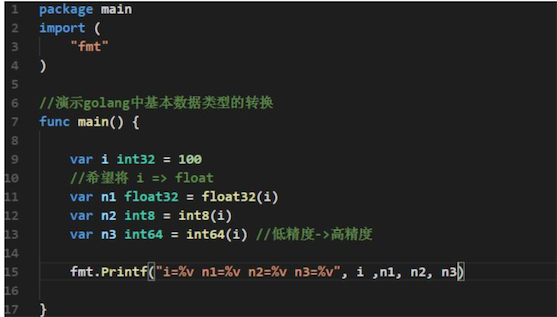 1 package main
2 import (
3 "fmt"
4 )
5
6 //演示golang中基本数据类型的转换
7 func main() {
8
9 var i int32 = 100
10 //希望将 i => float
11 var n1 float32 = float32(i)
12 var n2 int8 = int8(i)
13 var n3 int64 = int64(i) //低精度->高精度
14
15 fmt.Printf("i=%v n1=%v n2=%v n3=%v", i ,n1, n2, n3)
16
17 }